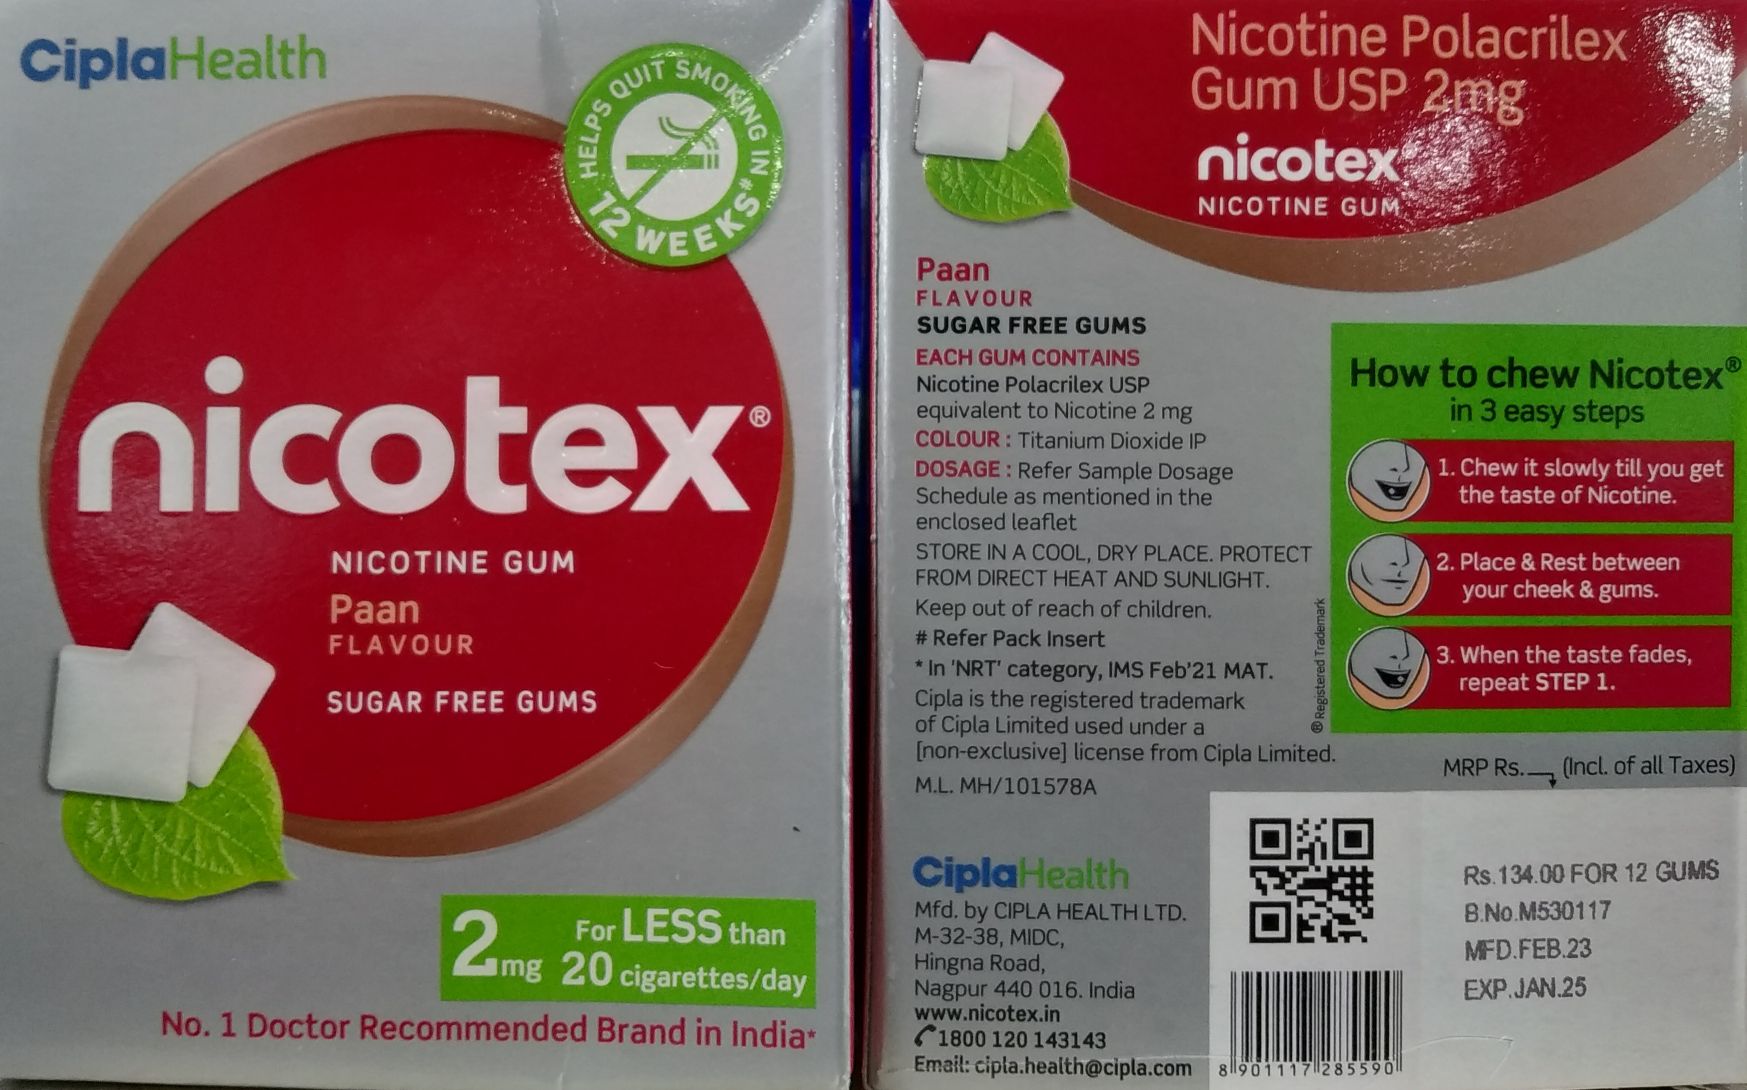 CiplaHealth
HELPS QUIT SMOKING IN
12 WEEKS#
nicotex®
NICOTINE GUM
Paan
FLAVOUR
SUGAR FREE GUMS
2mg
For LESS than
20 cigarettes/day
No. 1 Doctor Recommended Brand in India*
Nicotine Polacrilex
Gum USP 2mg
nicotex
NICOTINE GUM
Paan
FLAVOUR
SUGAR FREE GUMS
EACH GUM CONTAINS
Nicotine Polacrilex USP
equivalent to Nicotine 2 mg
COLOUR : Titanium Dioxide IP
DOSAGE : Refer Sample Dosage
Schedule as mentioned in the
enclosed leaflet
STORE IN A COOL, DRY PLACE. PROTECT
FROM DIRECT HEAT AND SUNLIGHT.
Keep out of reach of children.
# Refer Pack Insert
* In 'NRT' category, IMS Feb'21 MAT.
Cipla is the registered trademark
of Cipla Limited used under a
[non-exclusive] license from Cipla Limited.
M.L. MH/101578A
® Registered Trademark
How to chew Nicotex®
in 3 easy steps
1. Chew it slowly till you get
the taste of Nicotine.
2. Place & Rest between
your cheek & gums.
3. When the taste fades,
repeat STEP 1.
MRP Rs. (Incl. of all Taxes)
Rs.134.00 FOR 12 GUMS
B.No.M530117
MFD.FEB.23
EXP.JAN.25
CiplaHealth
Mfd. by CIPLA HEALTH LTD.
M-32-38, MIDC,
Hingna Road,
Nagpur 440 016. India
www.nicotex.in
1800 120 143143
Email: cipla.health@cipla.com
8 901117 285590